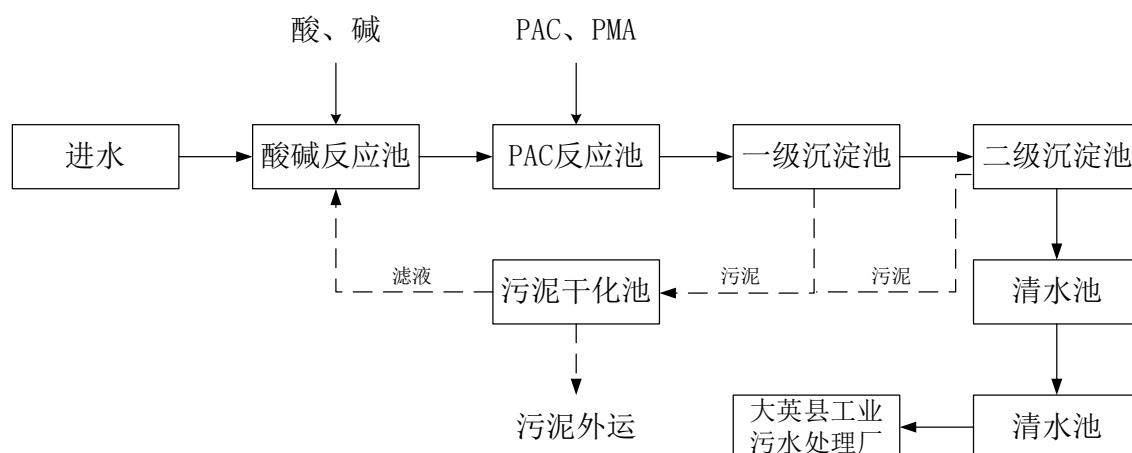 酸、碱
PAC、PMA
进水
酸碱反应池
PAC反应池
一级沉淀池
二级沉淀池
滤液
污泥干化池
污泥
污泥
清水池
污泥外运
大英县工业
污水处理厂
清水池